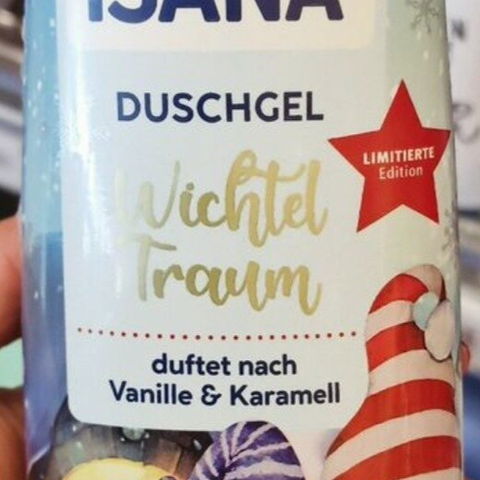 ISANA
DUSCHGEL
LIMITIERTE
Edition
Wichtel
Traum
duftet nach
Vanille & Karamell